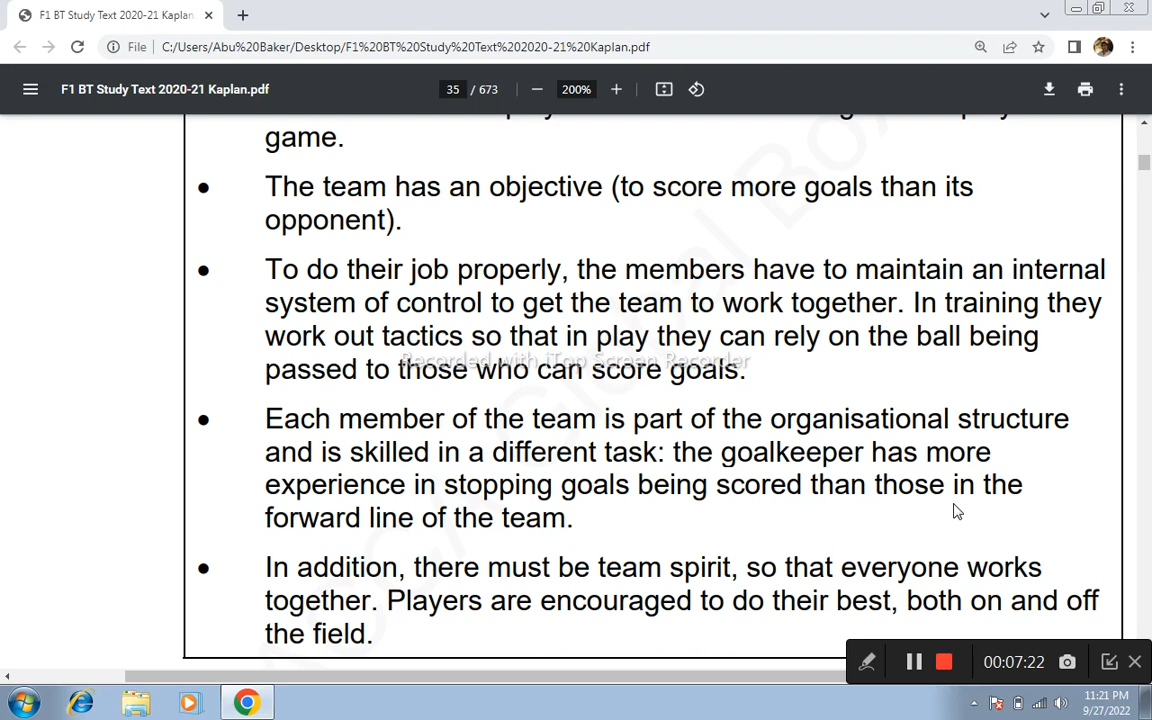 F1 BT Study Text 2020-21 Kaplan
File C:/Users/Abu%20Baker/Desktop/F1%20BT%20Study%20Text%202020-21%20Kaplan.pdf
F1 BT Study Text 2020-21 Kaplan.pdf 35 / 673 200%
game.
• The team has an objective (to score more goals than its
opponent).
• To do their job properly, the members have to maintain an internal
system of control to get the team to work together. In training they
work out tactics so that in play they can rely on the ball being
Recorded with iTop Screen Recorder
passed to those who can score goals.
• Each member of the team is part of the organisational structure
and is skilled in a different task: the goalkeeper has more
experience in stopping goals being scored than those in the
forward line of the team.
• In addition, there must be team spirit, so that everyone works
together. Players are encouraged to do their best, both on and off
the field.
00:07:22
11:21 PM
9/27/2022